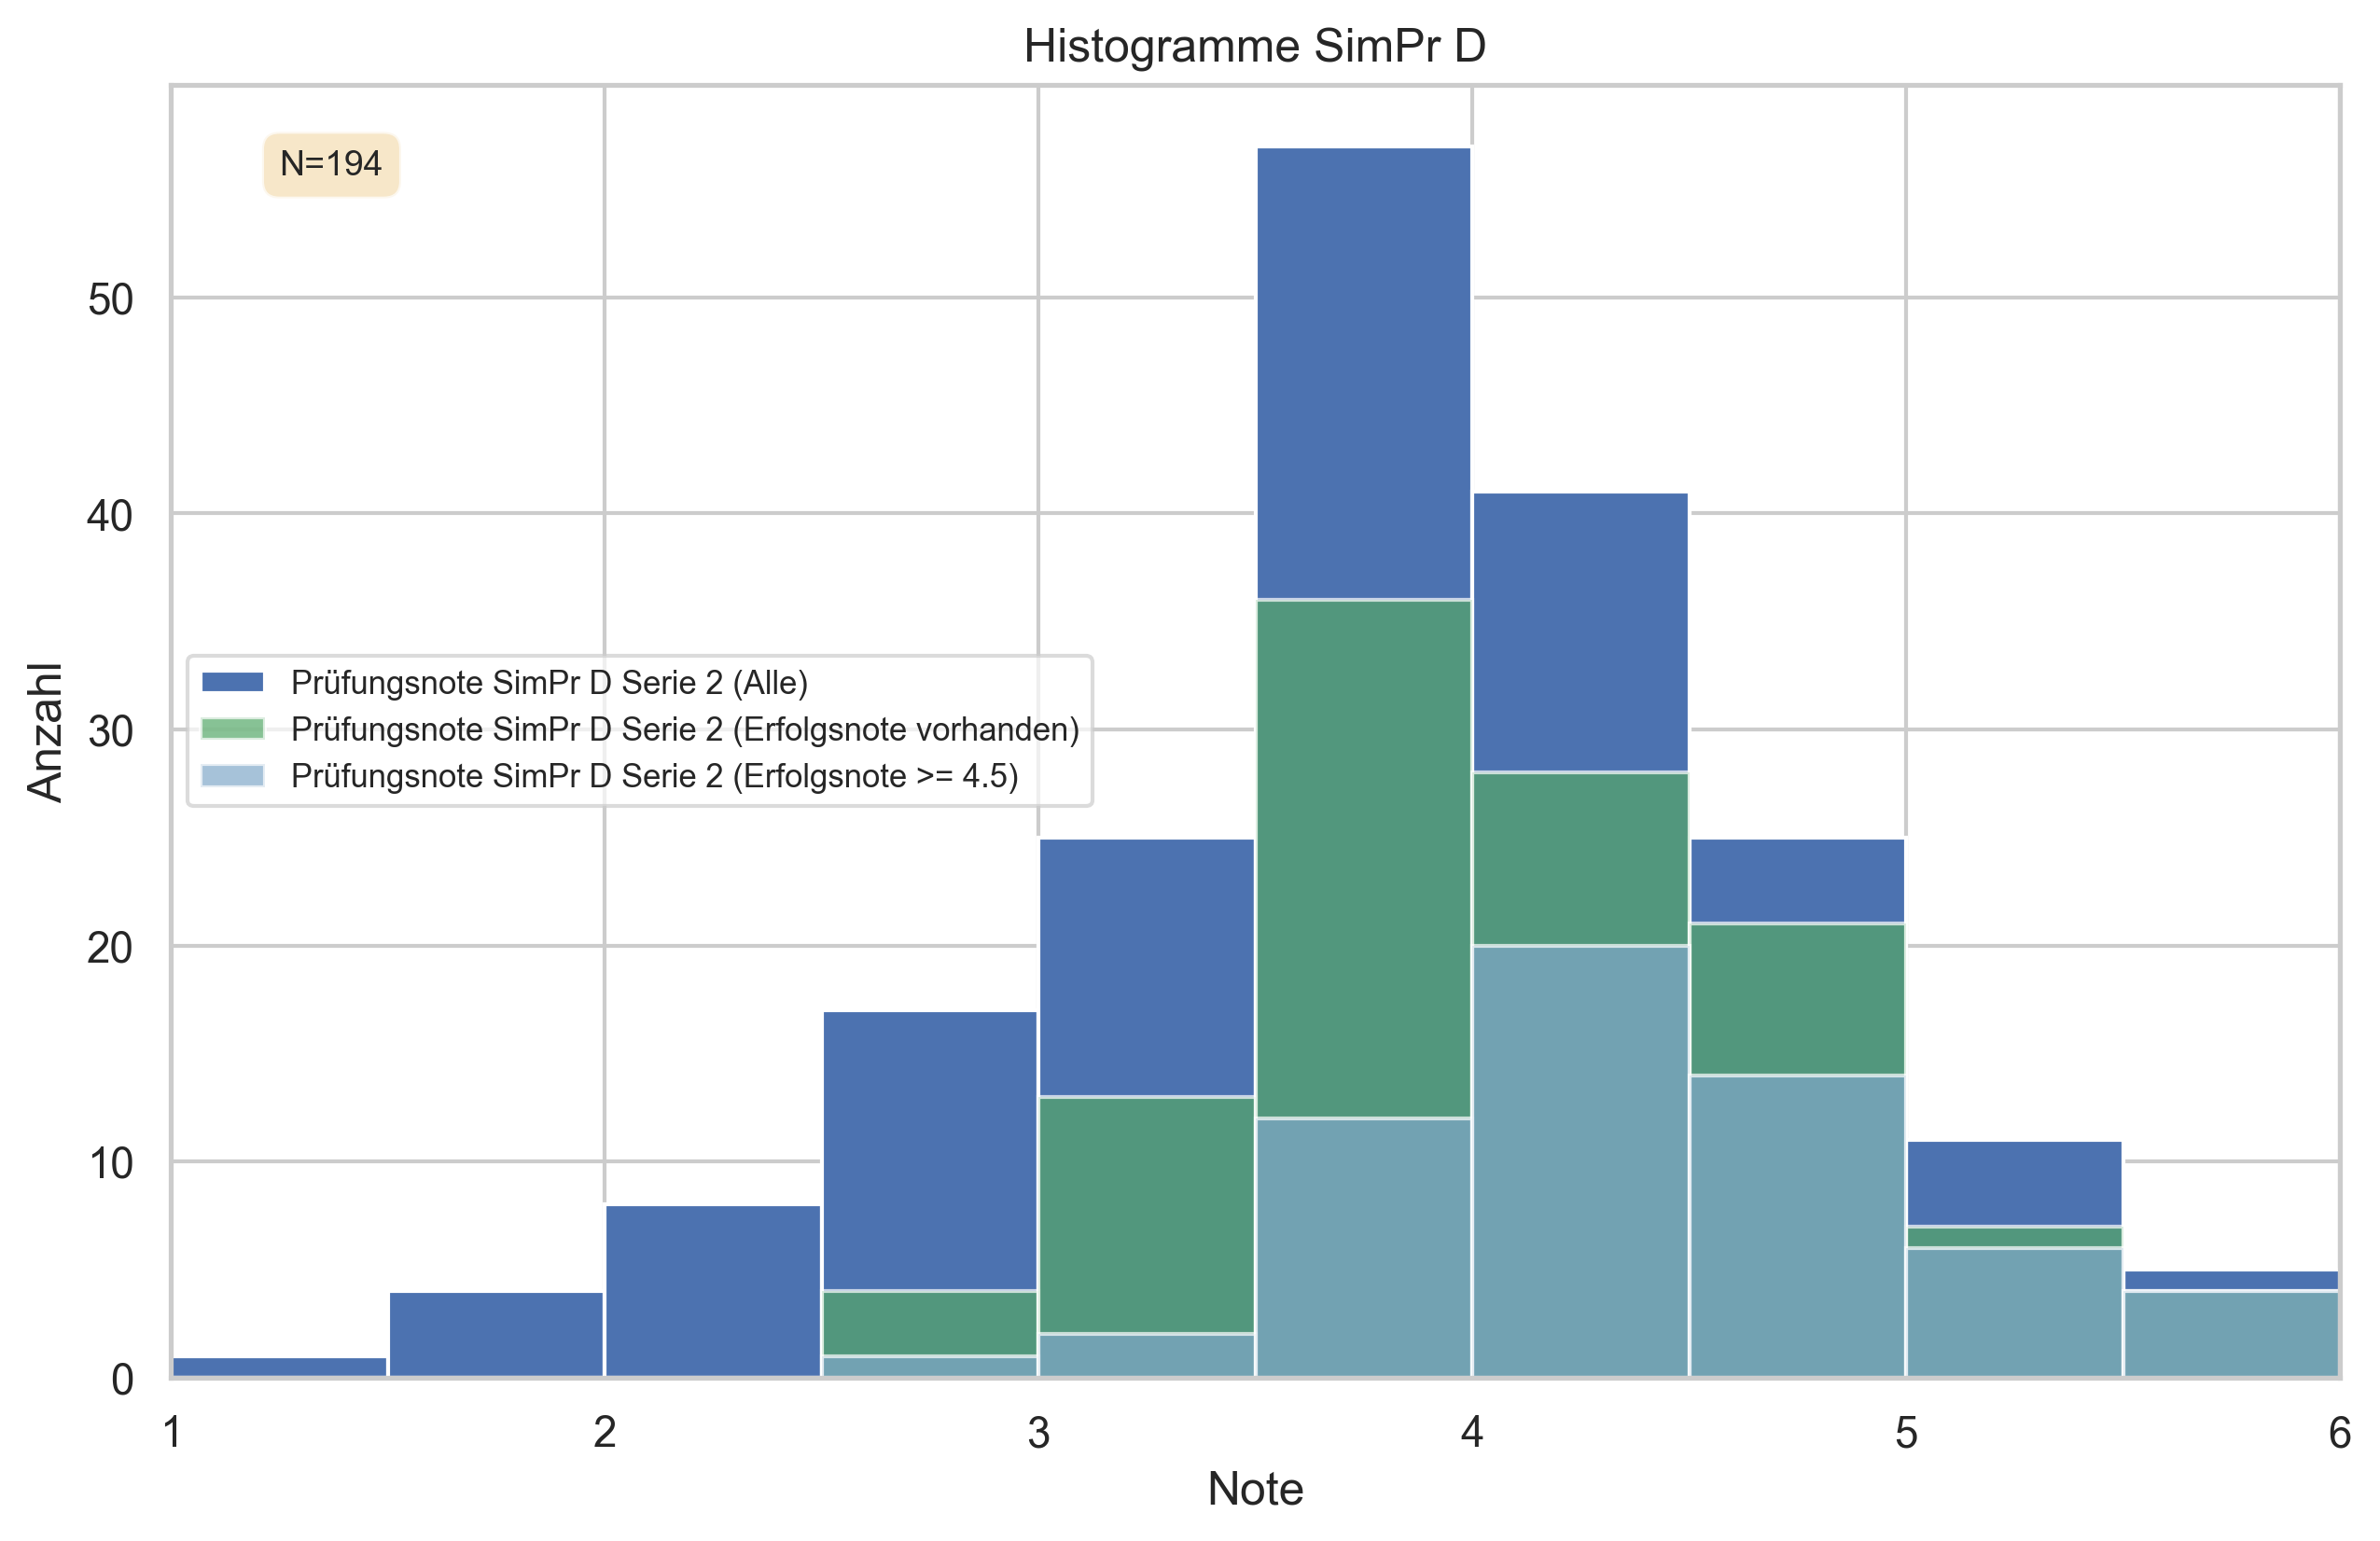 Histogramme SimPr D
N=194
50
40
30
20
10
0
Anzahl
Prüfungsnote SimPr D Serie 2 (Alle)
Prüfungsnote SimPr D Serie 2 (Erfolgsnote vorhanden)
Prüfungsnote SimPr D Serie 2 (Erfolgsnote >= 4.5)
1 2 3 4 5 6
Note